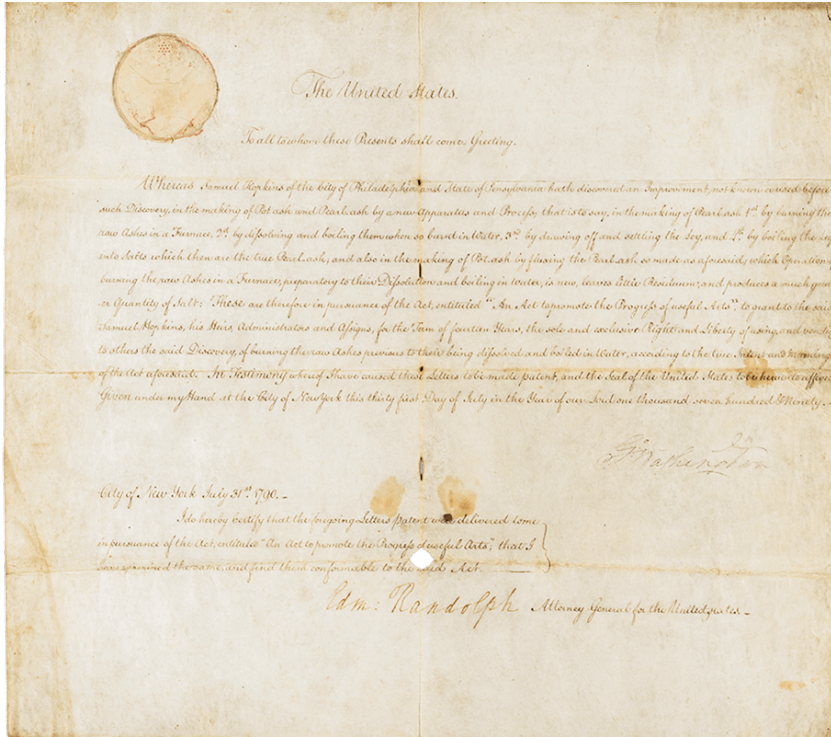 The United States.
To all to whom these Presents shall come Greeting.
Whereas Samuel Hopkins of the City of Philadelphia and State of Pensylvania hath discovered an Improvement, not known or used before
such Discovery, in the making of Pot ash and Pearl ash by a new Apparatus and Process; that is to say, in the making of Pearl ash 1st. by burning the
raw Ashes in a Furnace, 2d. by dissolving and boiling them when so burnt in Water, 3rd. by drawing off and settling the Ley, and 4th. by boiling the Ley
into Salts which then are the true Pearl ash; and also in the making of Pot ash by fluxing the Pearl ash so made as aforesaid; which Operation of
burning the raw Ashes in a Furnace, preparatory to their Dissolution and boiling in Water, is new, leaves little Residuum; and produces a much great
er Quantity of Salt: These are therefore in pursuance of the Act, entituled "An Act to promote the Progress of useful Arts", to grant to the said
Samuel Hopkins, his Heirs, Administrators and Assigns, for the Term of fourteen Years, the sole and exclusive Right and Liberty of using, and vending
to others the said Discovery, of burning the raw Ashes previous to their being dissolved and boiled in Water, according to the true Intent and Meaning
of the Act aforesaid. In Testimony whereof I have caused these Letters to be made patent, and the Seal of the United States to be hereunto affixed
Given under my Hand at the City of New York this thirty first Day of July in the Year of our Lord one thousand seven hundred & Ninety.
G. Washington
City of New York July 31st. 1790.
I do hereby Certify that the foregoing Letters patent were delivered to me
in pursuance of the Act, entituled "An Act to promote the Progress of useful Arts"; that I
have examined the same, and find them conformable to the said Act.
Edm: Randolph Attorney General for the United States.